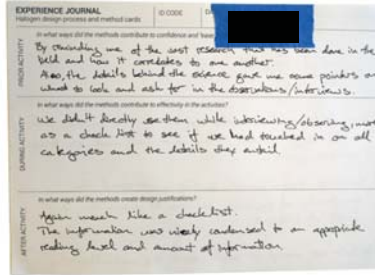 EXPERIENCE JOURNAL
Halogen design process and method cards
ID CODE
PRIOR ACTIVITY
In what ways did the methods contribute to confidence and
By reminding me of the cost research that has been done in the
field and how it correlates to one another.
Also, the details behind the science gave me some pointers on
what to look and ask for in the observations/interviews.
DURING ACTIVITY
In what ways did the methods contribute to effectively in the activities?
We didn't directly use them while interviewing/observing, more
as a check list to see if we had touched in on all
categories and the details they entail.
AFTER ACTIVITY
In what ways did the methods create design justifications?
Again much like a checklist.
The information was nicely condensed to an appropriate
reading level and amount of information.